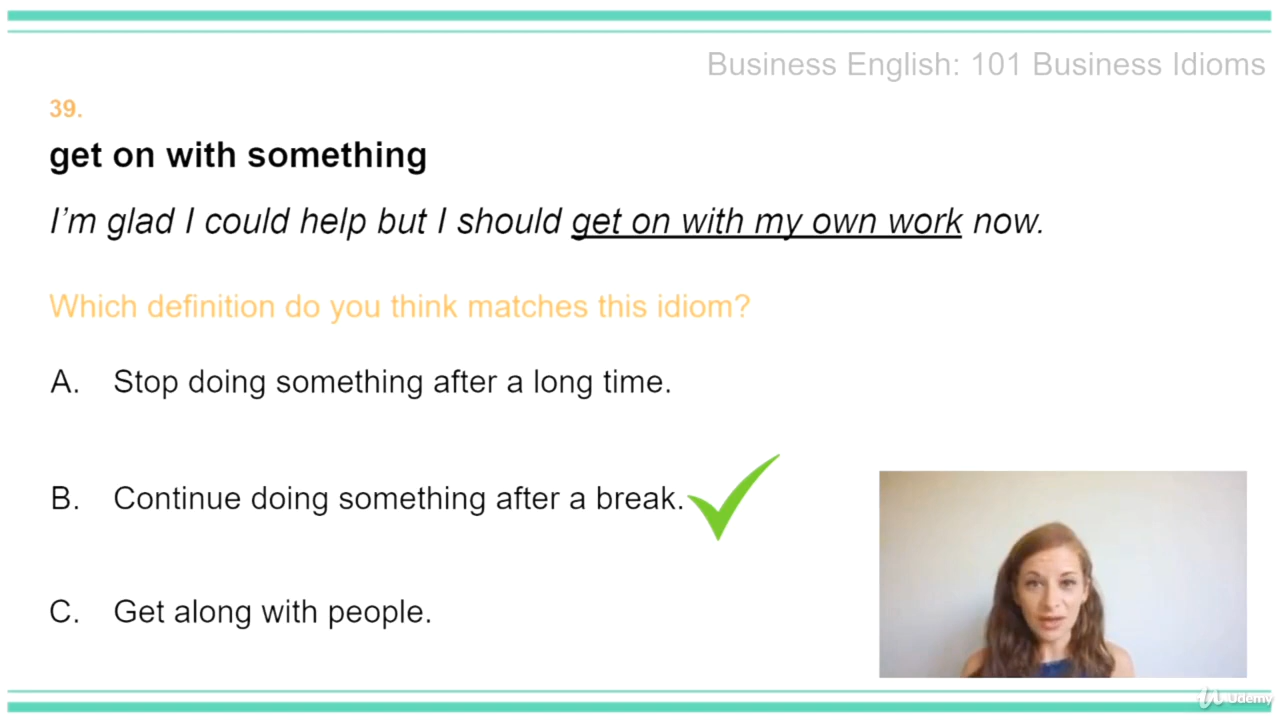 Business English: 101 Business Idioms
39.
get on with something
I'm glad I could help but I should get on with my own work now.
Which definition do you think matches this idiom?
A. Stop doing something after a long time.
B. Continue doing something after a break.
C. Get along with people.
Udemy